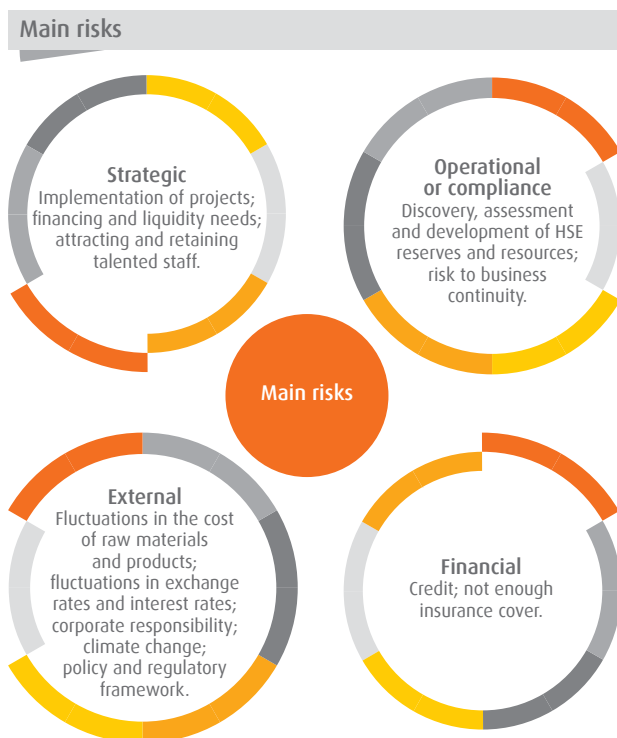 Main risks
Strategic
Implementation of projects;
financing and liquidity needs;
attracting and retaining
talented staff.
Operational
or compliance
Discovery, assessment
and development of HSE
reserves and resources;
risk to business
continuity.
Main risks
External
Fluctuations in the cost
of raw materials
and products;
fluctuations in exchange
rates and interest rates;
corporate responsibility;
climate change;
policy and regulatory
framework.
Financial
Credit; not enough
insurance cover.